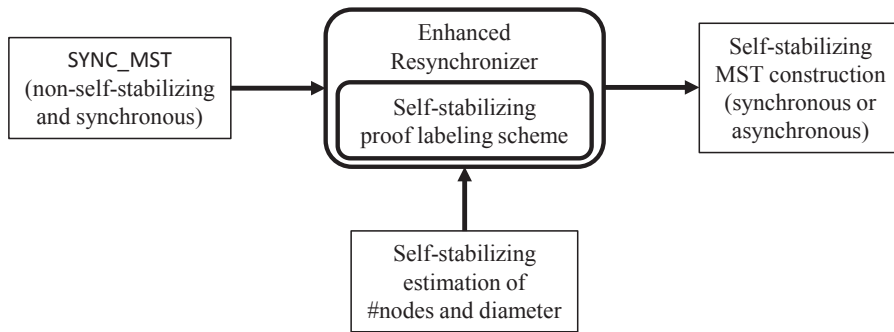 SYNC_MST
(non-self-stabilizing
and synchronous)
Enhanced
Resynchronizer
Self-stabilizing
proof labeling scheme
Self-stabilizing
MST construction
(synchronous or
asynchronous)
Self-stabilizing
estimation of
#nodes and diameter